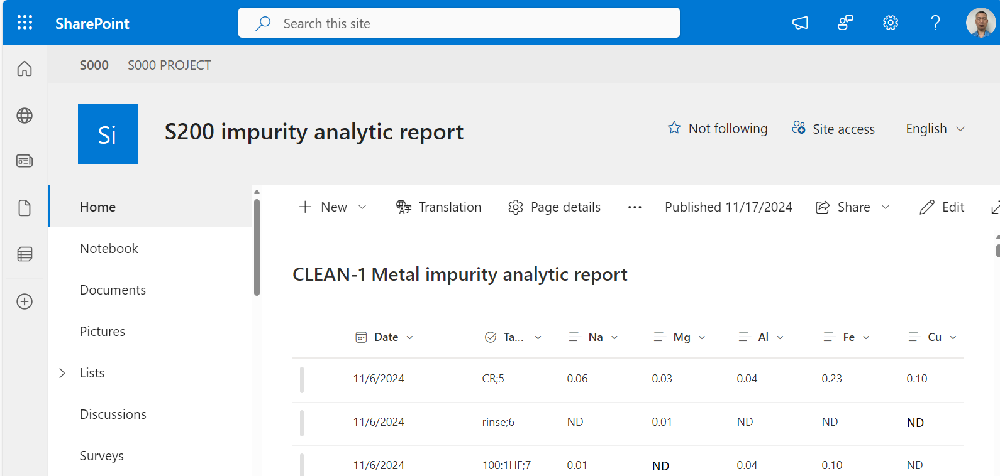 SharePoint
Search this site
S000 S000 PROJECT
Si
S200 impurity analytic report
Not following Site access English
Home
Notebook
Documents
Pictures
Lists
Discussions
Surveys
New Translation Page details ... Published 11/17/2024 Share Edit
CLEAN-1 Metal impurity analytic report
Date Ta... Na Mg Al Fe Cu
11/6/2024 CR;5 0.06 0.03 0.04 0.23 0.10
11/6/2024 rinse;6 ND 0.01 ND ND ND
11/6/2024 100:1HF;7 0.01 ND 0.04 0.10 ND